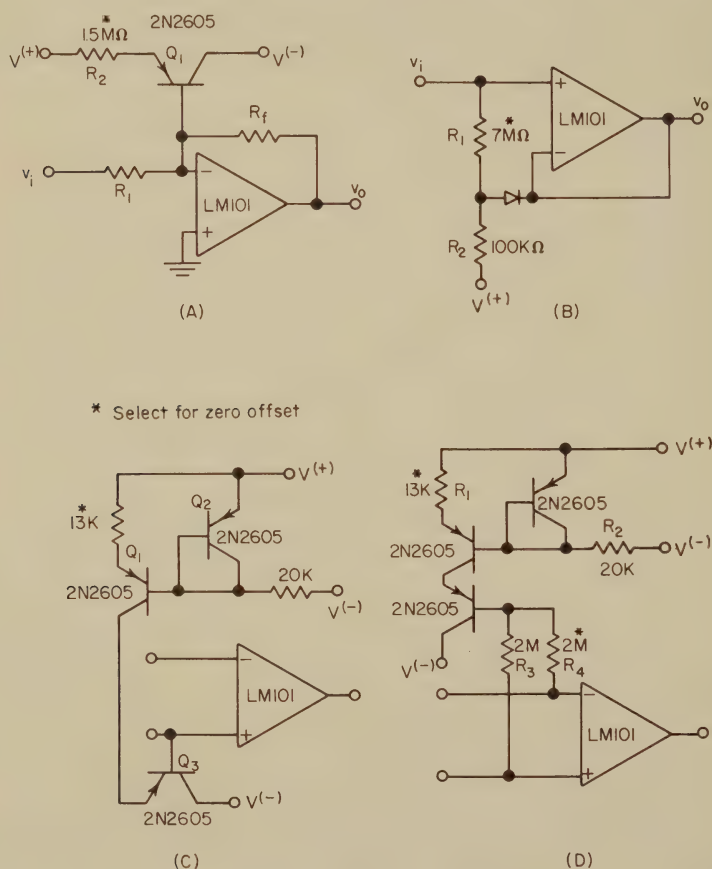 2N2605
*
1.5MΩ
V(+)
R2
Q1
V(-)
Rf
vi
R1
-
LM101
+
vo
(A)
vi
+
LM101
vo
R1
*
7MΩ
-
R2
100KΩ
V(+)
(B)
* Select for zero offset
V(+)
*
13K
Q2
2N2605
Q1
2N2605
20K
V(-)
-
LM101
+
Q3
2N2605
V(-)
(C)
V(+)
*
13K
R1
2N2605
R2
2N2605
V(-)
20K
2N2605
V(-)
2M
R3
*
2M
R4
-
LM101
+
(D)